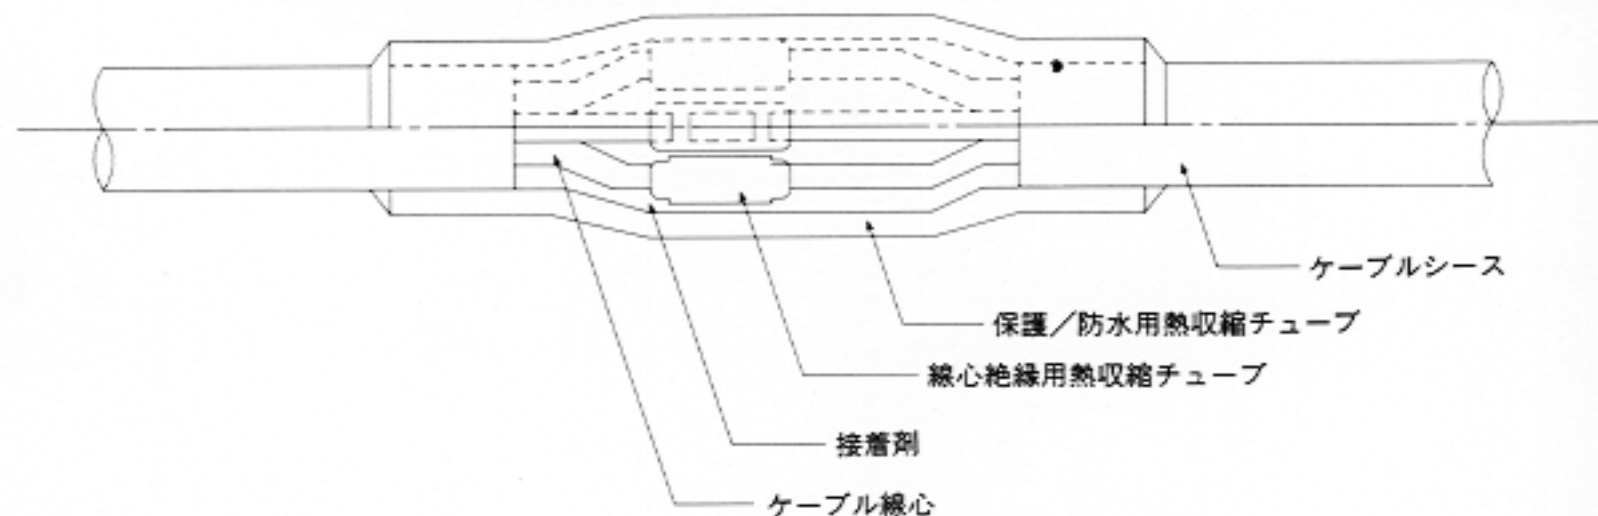 ケーブルシース
保護／防水用熱収縮チューブ
線心絶縁用熱収縮チューブ
接着剤
ケーブル線心